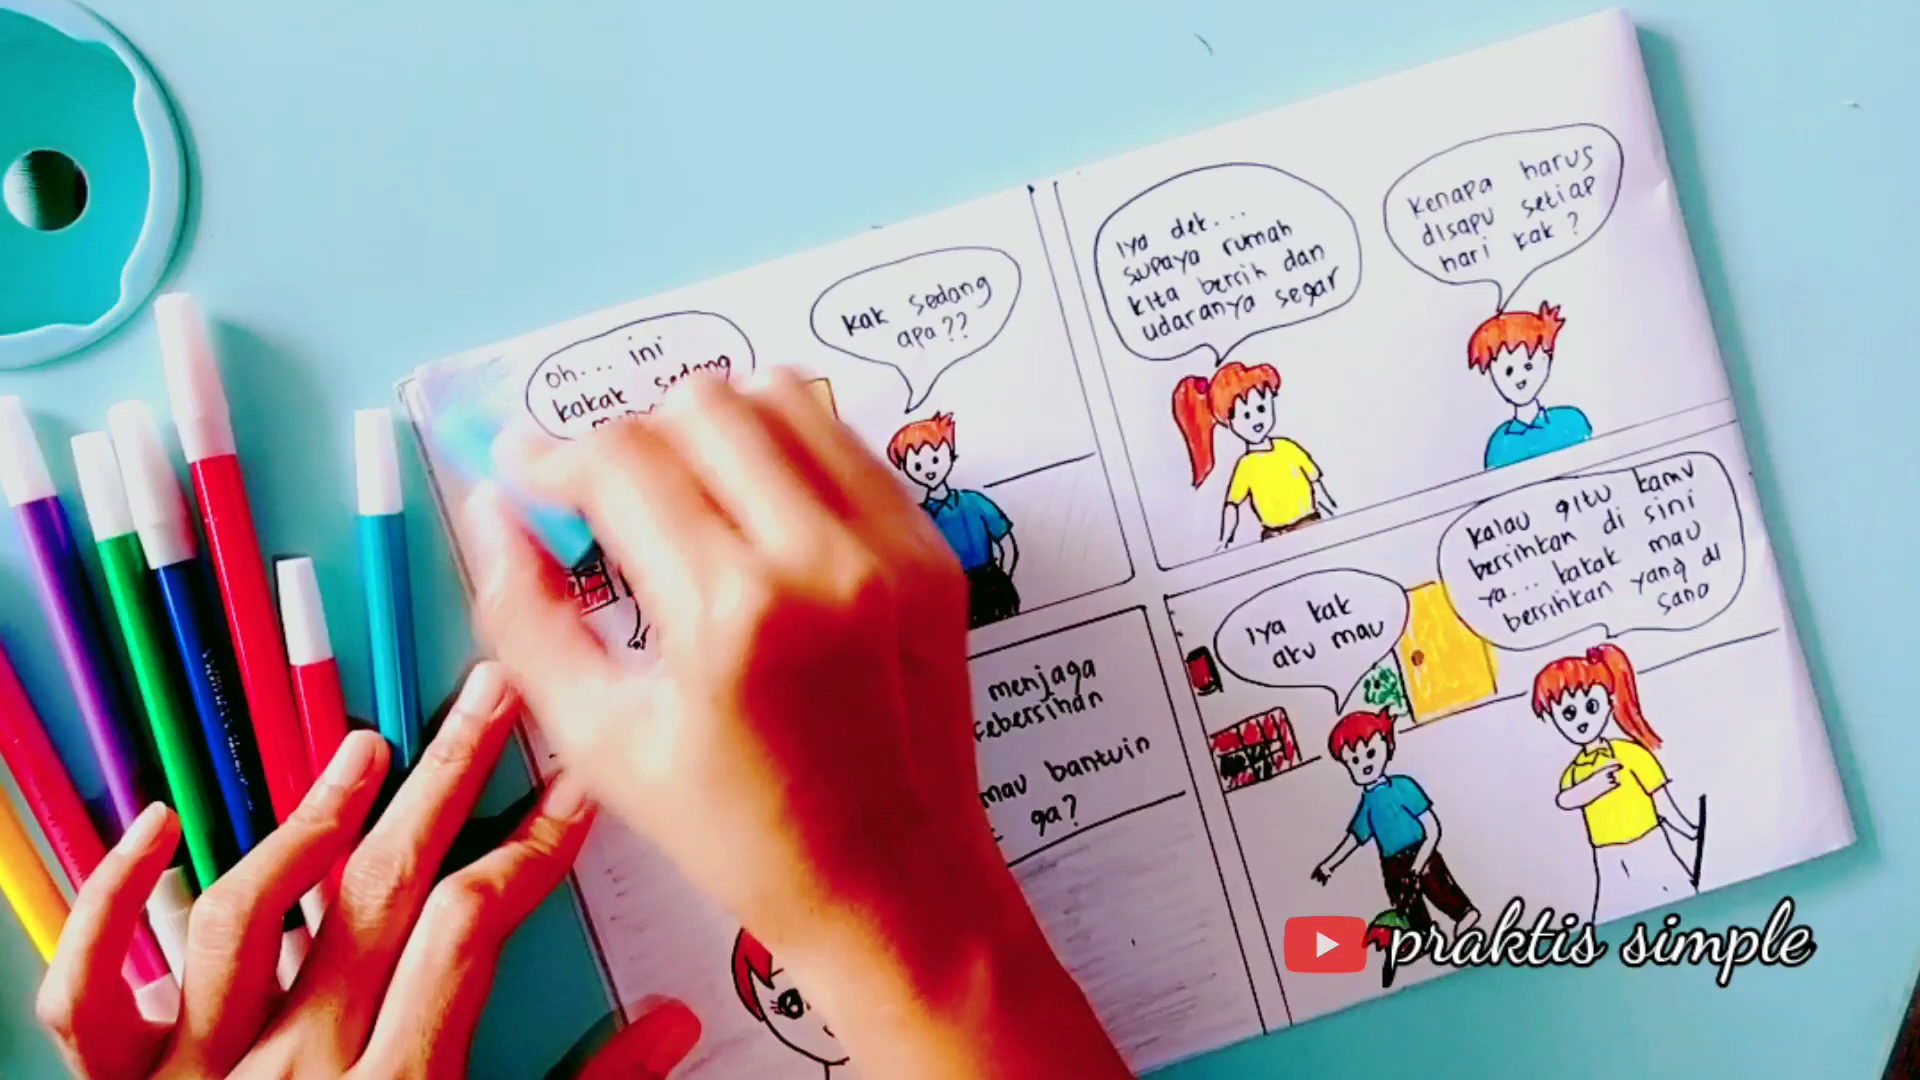 oh... ini
kakak sedang
kak sedang
apa??
Iya dek...
supaya rumah
kita bersih dan
udaranya segar
Kenapa harus
disapu setiap
hari kak?
menjaga
kebersihan
mau bantuin
ga?
Iya kak
aku mau
Kalau gitu kamu
bersihkan di sini
ya... kakak mau
bersihkan yang di
sana
praktis simple